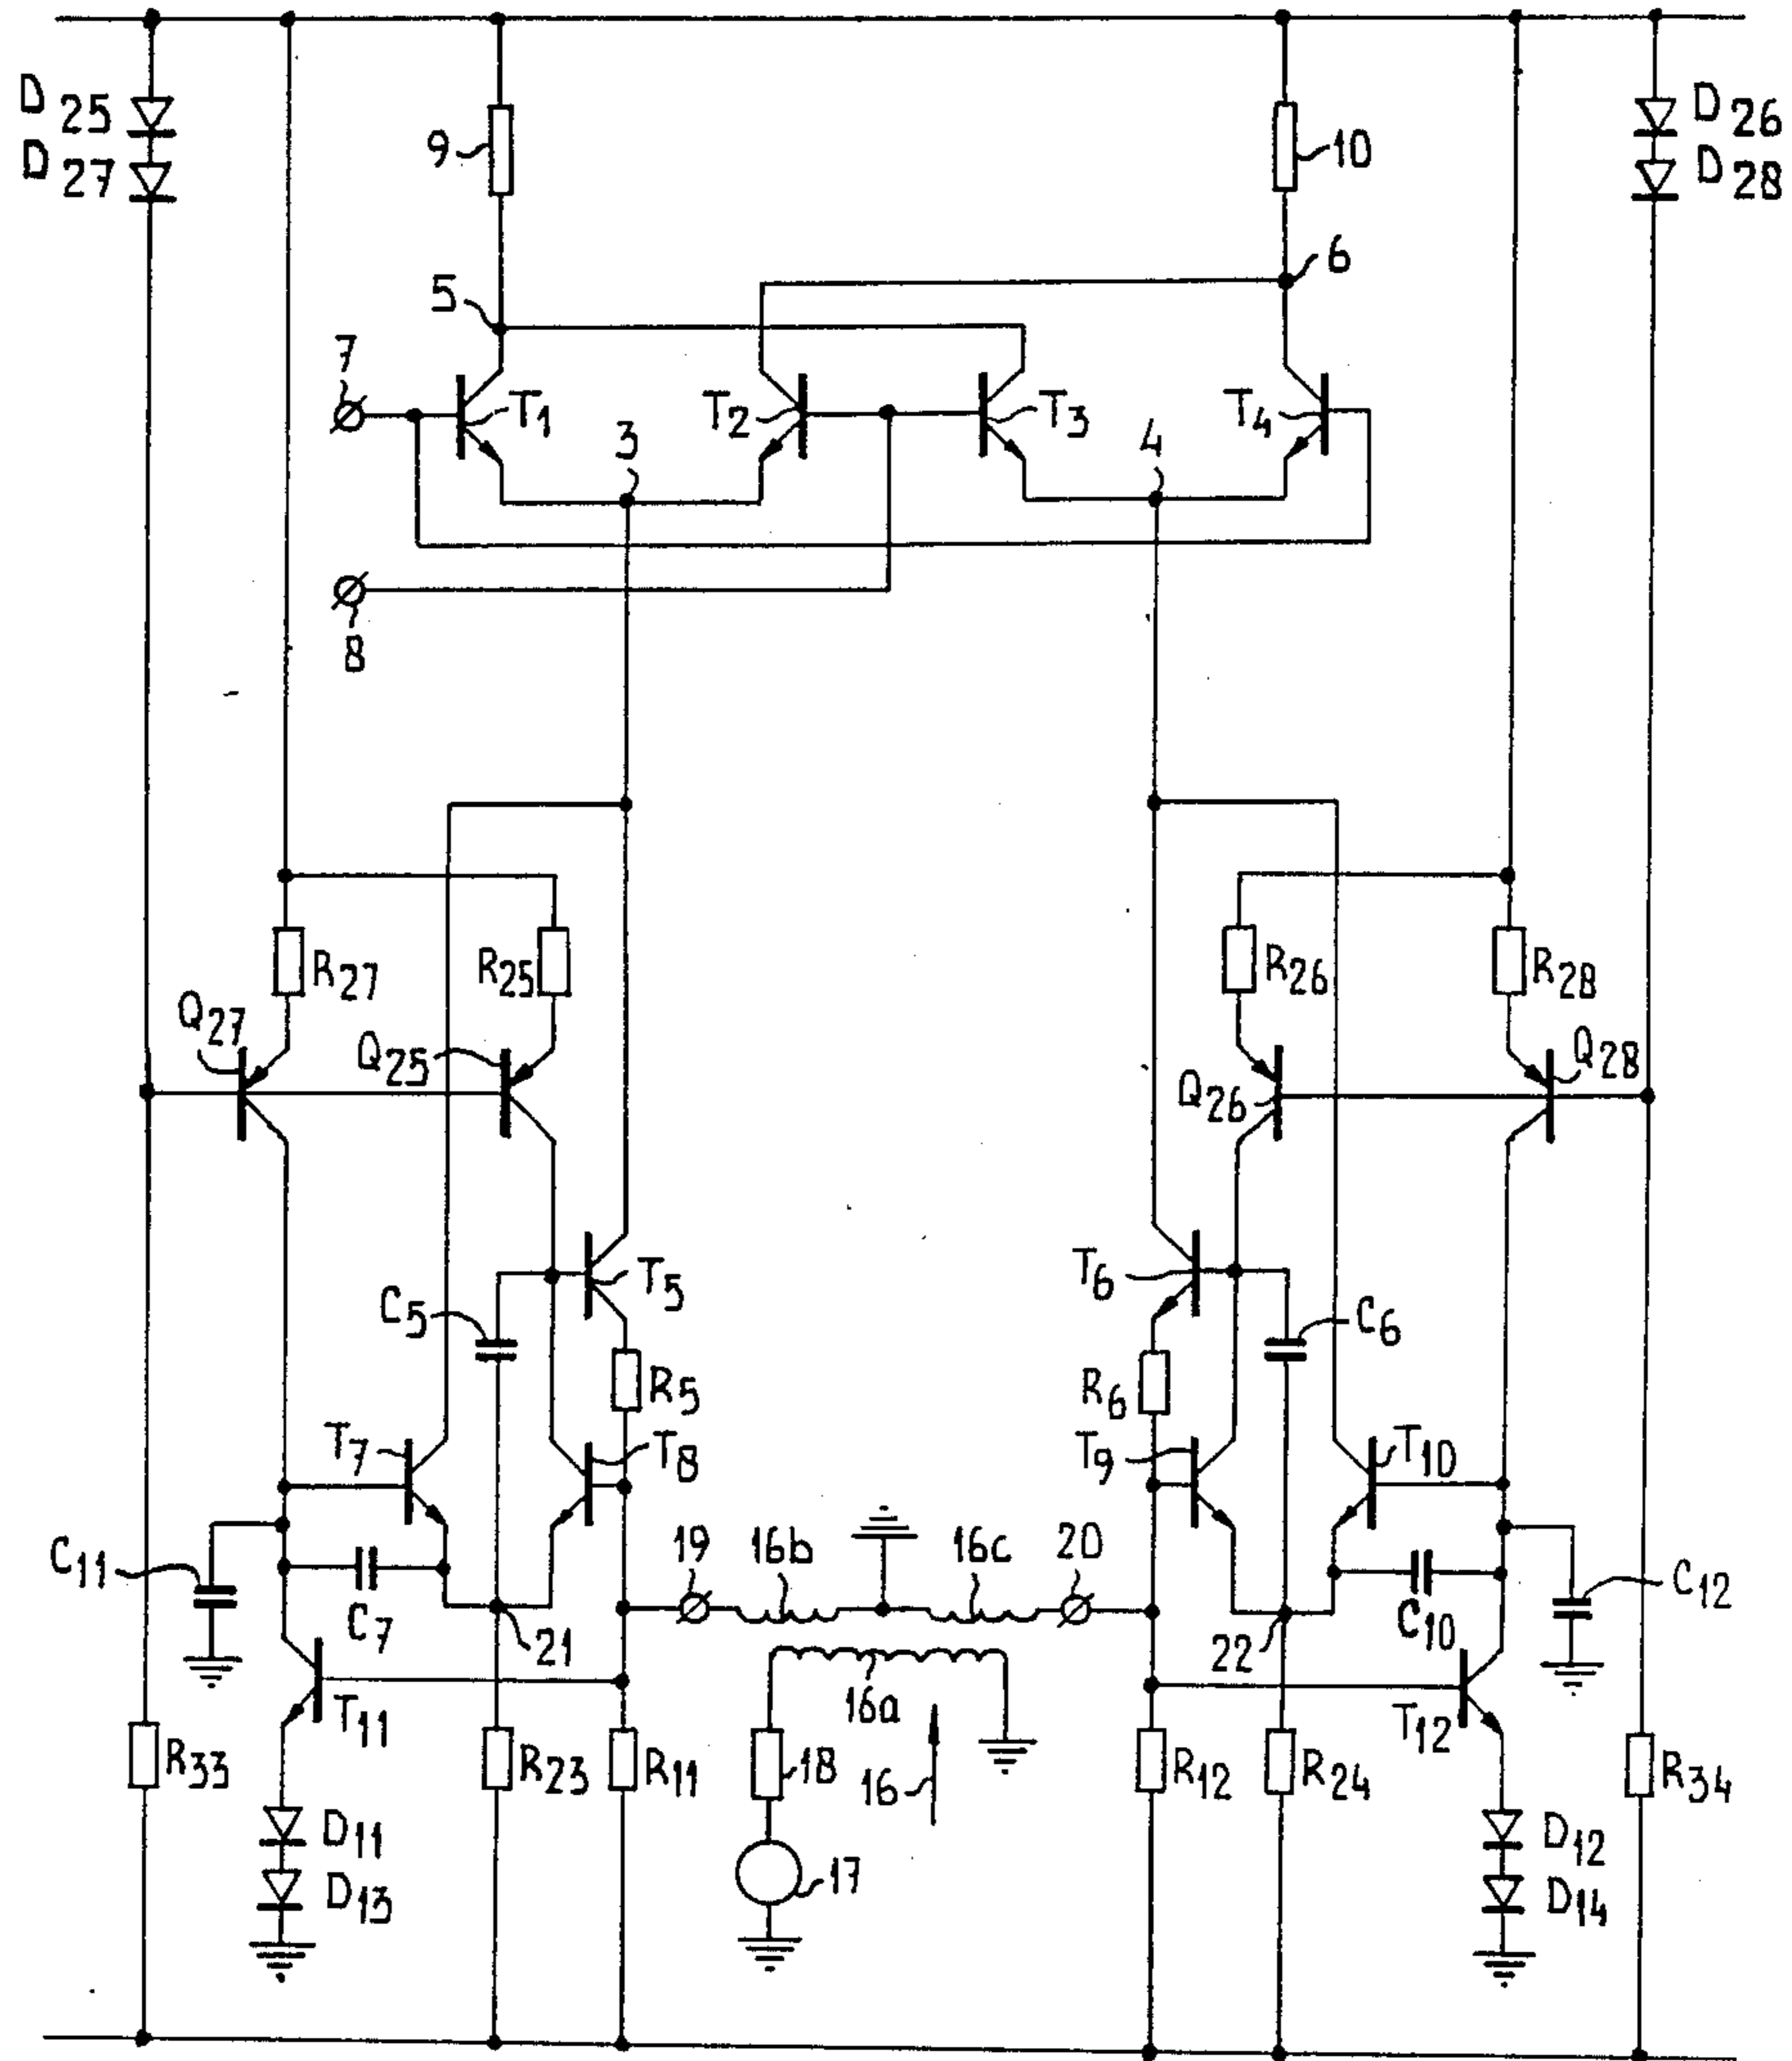 D25
D27
9
10
D26
D28
5
6
7
T1
T2
T3
T4
3
4
8
R27
R25
R26
R28
Q27
Q25
Q26
Q28
T5
T6
C5
C6
R5
R6
T7
T8
T9
T10
C11
C7
19
16b
16c
20
C10
C12
21
22
16a
T11
T12
R33
R23
R11
18
16
R12
R24
R34
D11
D13
17
D12
D14